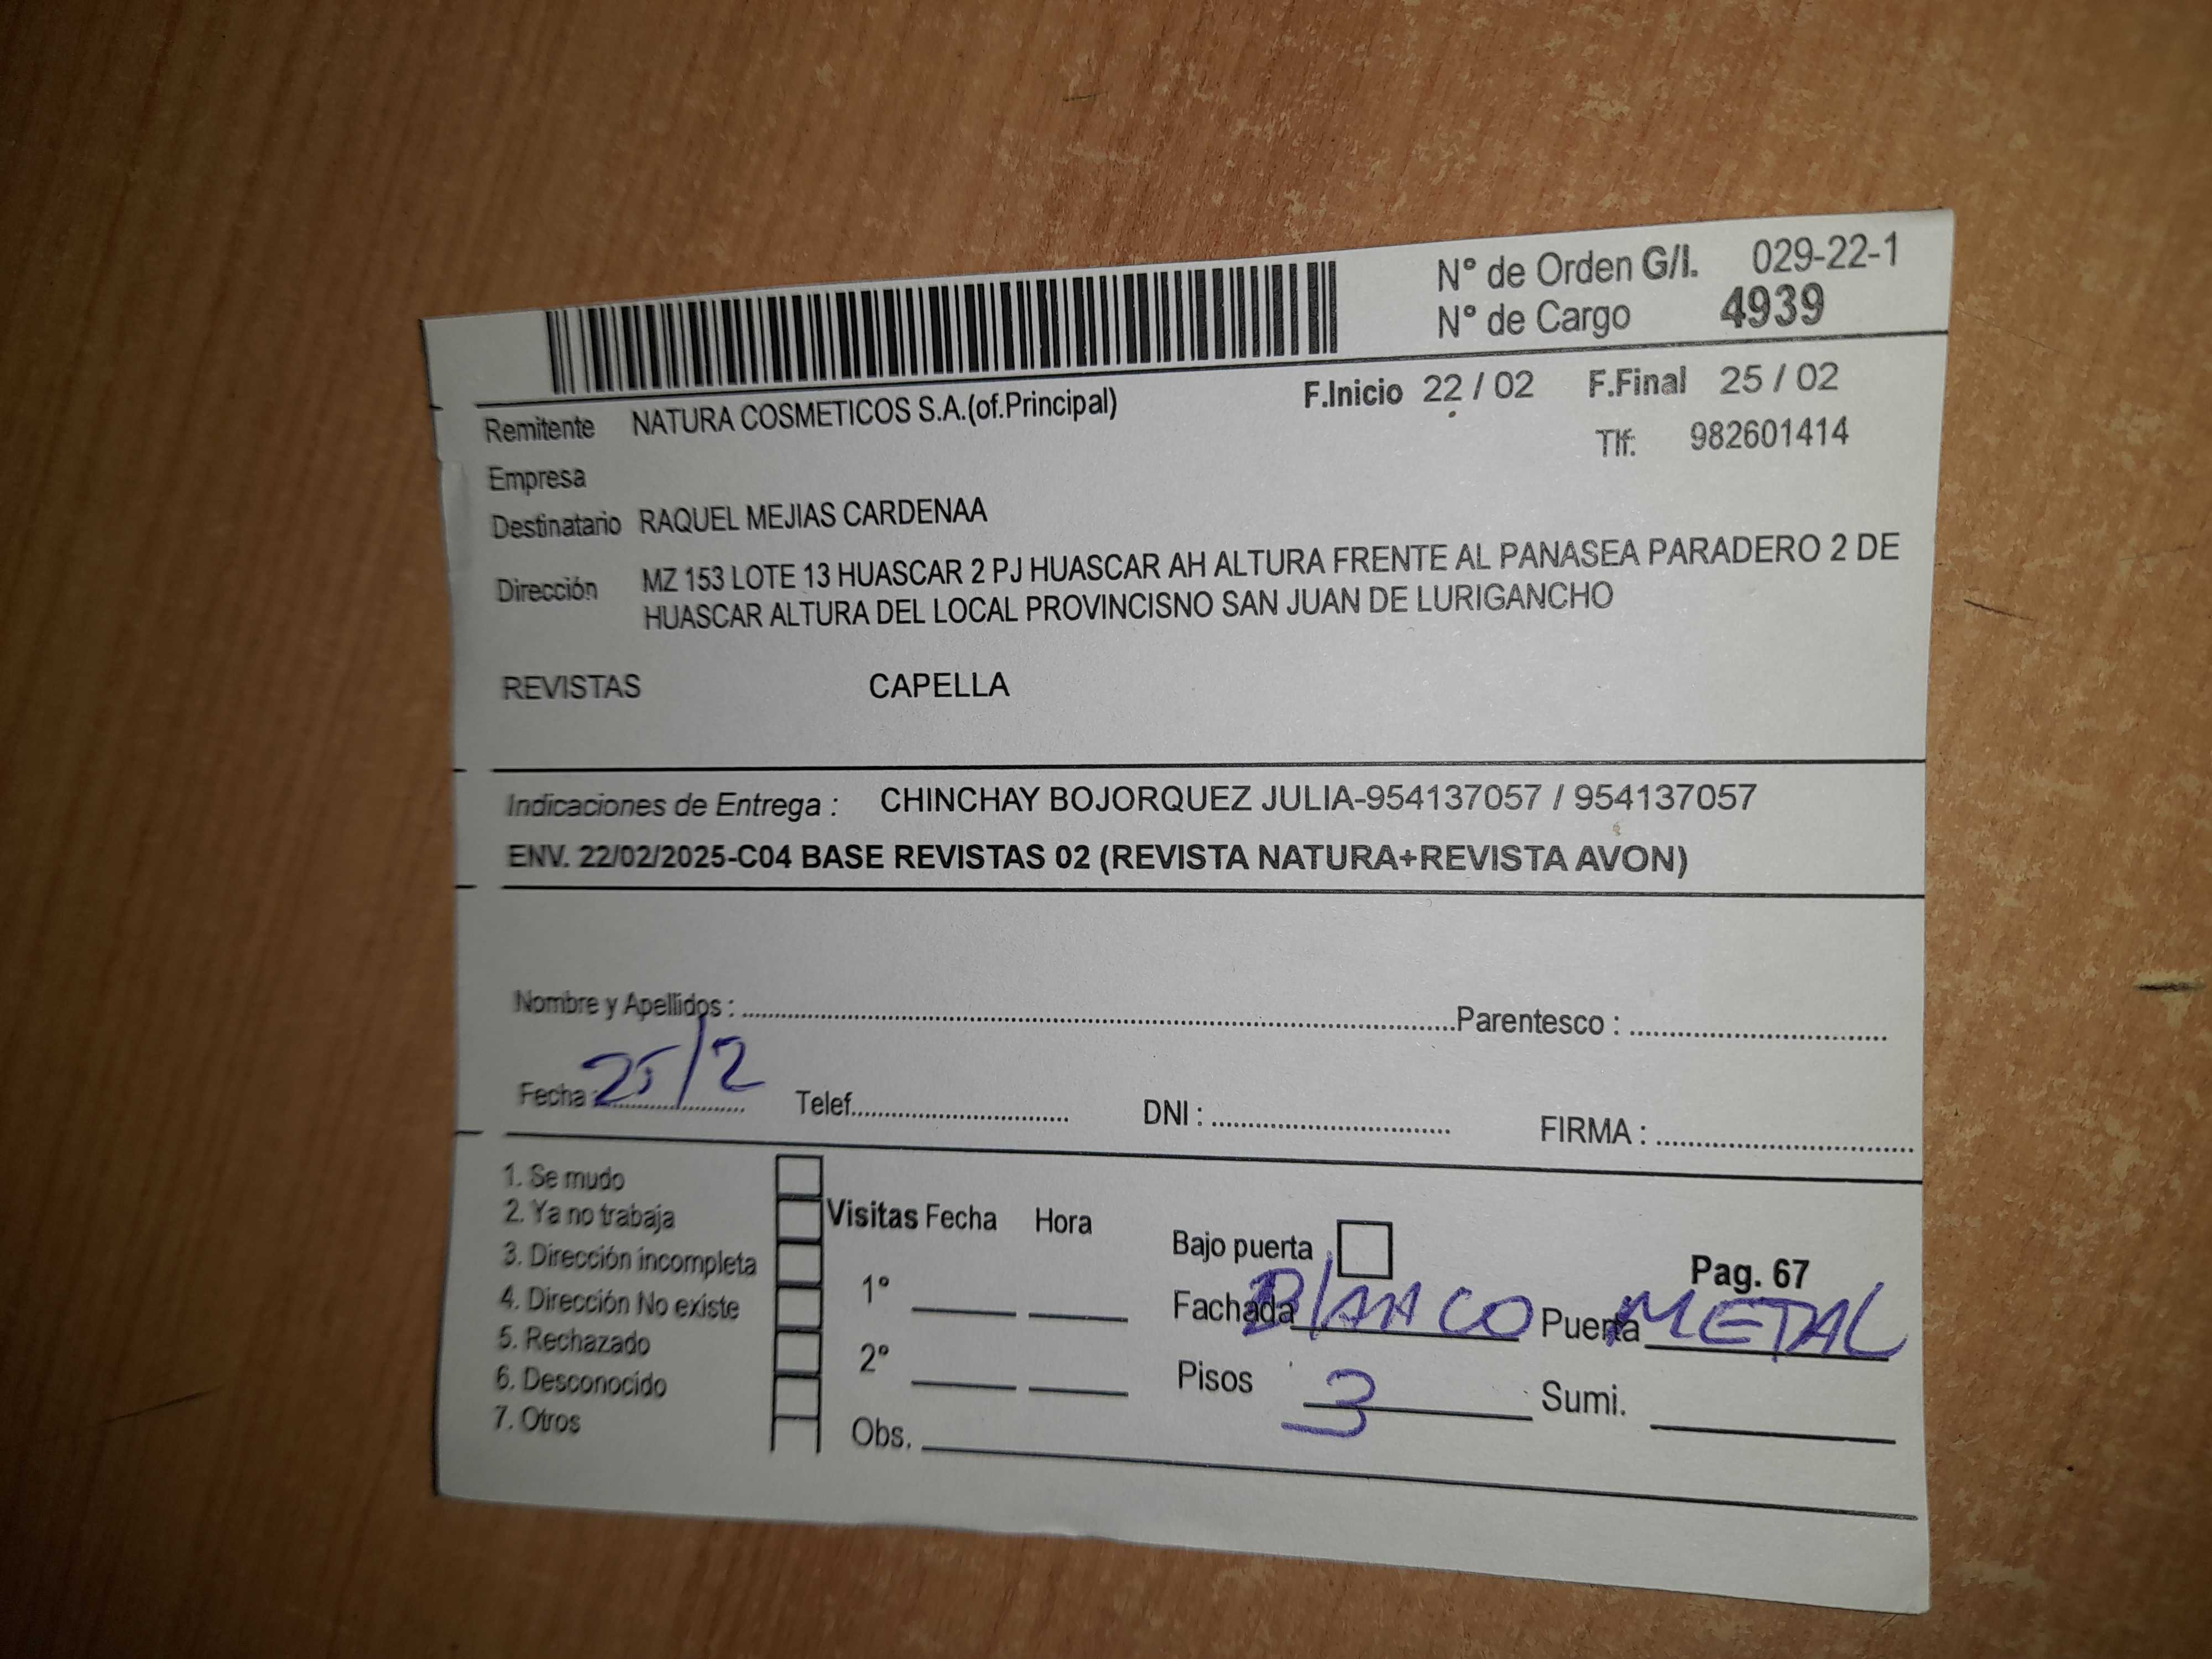 N° de Orden G/I. 029-22-1
N° de Cargo 4939
Remitente NATURA COSMETICOS S.A.(of.Principal) F.Inicio 22 / 02 F.Final 25 / 02
Tlf: 982601414
Empresa
Destinatario RAQUEL MEJIAS CARDENAA
Dirección MZ 153 LOTE 13 HUASCAR 2 PJ HUASCAR AH ALTURA FRENTE AL PANASEA PARADERO 2 DE
HUASCAR ALTURA DEL LOCAL PROVINCISNO SAN JUAN DE LURIGANCHO
REVISTAS CAPELLA
Indicaciones de Entrega : CHINCHAY BOJORQUEZ JULIA-954137057 / 954137057
ENV. 22/02/2025-C04 BASE REVISTAS 02 (REVISTA NATURA+REVISTA AVON)
Nombre y Apellidos : Parentesco :
Fecha : 25/2 Telef. DNI : FIRMA :
1. Se mudo
2. Ya no trabaja
3. Dirección incompleta
4. Dirección No existe
5. Rechazado
6. Desconocido
7. Otros
Visitas Fecha Hora
1°
2°
Obs.
Bajo puerta Pag. 67
Fachada BlANCO Puerta METAL
Pisos 3 Sumi.